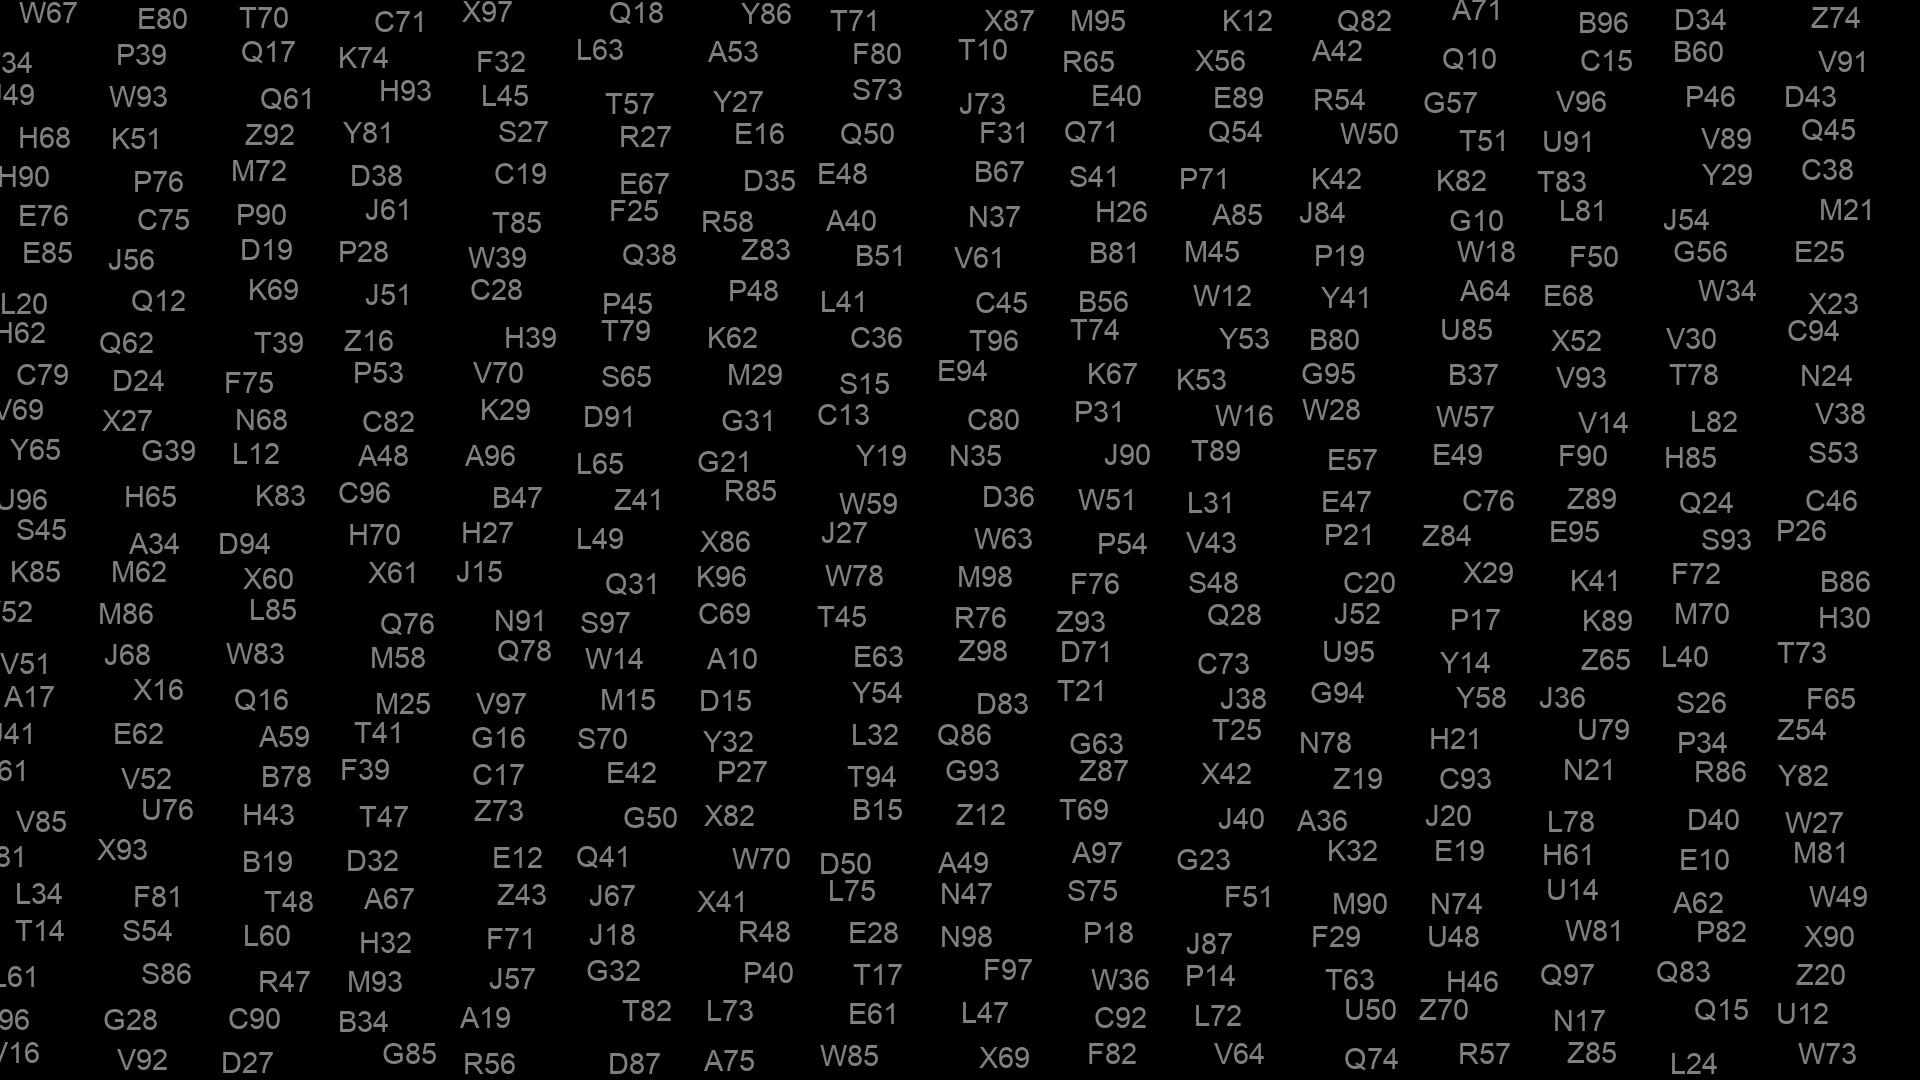 W67 E80 T70 C71 X97 Q18 Y86 T71 X87 M95 K12 Q82 A71 B96 D34 Z74
34 P39 Q17 K74 F32 L63 A53 F80 T10 R65 X56 A42 Q10 C15 B60 V91
49 W93 Q61 H93 L45 T57 Y27 S73 J73 E40 E89 R54 G57 V96 P46 D43
H68 K51 Z92 Y81 S27 R27 E16 Q50 F31 Q71 Q54 W50 T51 U91 V89 Q45
H90 P76 M72 D38 C19 E67 D35 E48 B67 S41 P71 K42 K82 T83 Y29 C38
E76 C75 P90 J61 T85 F25 R58 A40 N37 H26 A85 J84 G10 L81 J54 M21
E85 J56 D19 P28 W39 Q38 Z83 B51 V61 B81 M45 P19 W18 F50 G56 E25
L20 Q12 K69 J51 C28 P45 P48 L41 C45 B56 W12 Y41 A64 E68 W34 X23
H62 Q62 T39 Z16 H39 T79 K62 C36 T96 T74 Y53 B80 U85 X52 V30 C94
C79 D24 F75 P53 V70 S65 M29 S15 E94 K67 K53 G95 B37 V93 T78 N24
V69 X27 N68 C82 K29 D91 G31 C13 C80 P31 W16 W28 W57 V14 L82 V38
Y65 G39 L12 A48 A96 L65 G21 Y19 N35 J90 T89 E57 E49 F90 H85 S53
U96 H65 K83 C96 B47 Z41 R85 W59 D36 W51 L31 E47 C76 Z89 Q24 C46
S45 A34 D94 H70 H27 L49 X86 J27 W63 P54 V43 P21 Z84 E95 S93 P26
K85 M62 X60 X61 J15 Q31 K96 W78 M98 F76 S48 C20 X29 K41 F72 B86
52 M86 L85 Q76 N91 S97 C69 T45 R76 Z93 Q28 J52 P17 K89 M70 H30
V51 J68 W83 M58 Q78 W14 A10 E63 Z98 D71 C73 U95 Y14 Z65 L40 T73
A17 X16 Q16 M25 V97 M15 D15 Y54 D83 T21 J38 G94 Y58 J36 S26 F65
41 E62 A59 T41 G16 S70 Y32 L32 Q86 G63 T25 N78 H21 U79 P34 Z54
61 V52 B78 F39 C17 E42 P27 T94 G93 Z87 X42 Z19 C93 N21 R86 Y82
V85 U76 H43 T47 Z73 G50 X82 B15 Z12 T69 J40 A36 J20 L78 D40 W27
81 X93 B19 D32 E12 Q41 W70 D50 A49 A97 G23 K32 E19 H61 E10 M81
L34 F81 T48 A67 Z43 J67 X41 L75 N47 S75 F51 M90 N74 U14 A62 W49
T14 S54 L60 H32 F71 J18 R48 E28 N98 P18 J87 F29 U48 W81 P82 X90
L61 S86 R47 M93 J57 G32 P40 T17 F97 W36 P14 T63 H46 Q97 Q83 Z20
96 G28 C90 B34 A19 T82 L73 E61 L47 C92 L72 U50 Z70 N17 Q15 U12
V16 V92 D27 G85 R56 D87 A75 W85 X69 F82 V64 Q74 R57 Z85 L24 W73